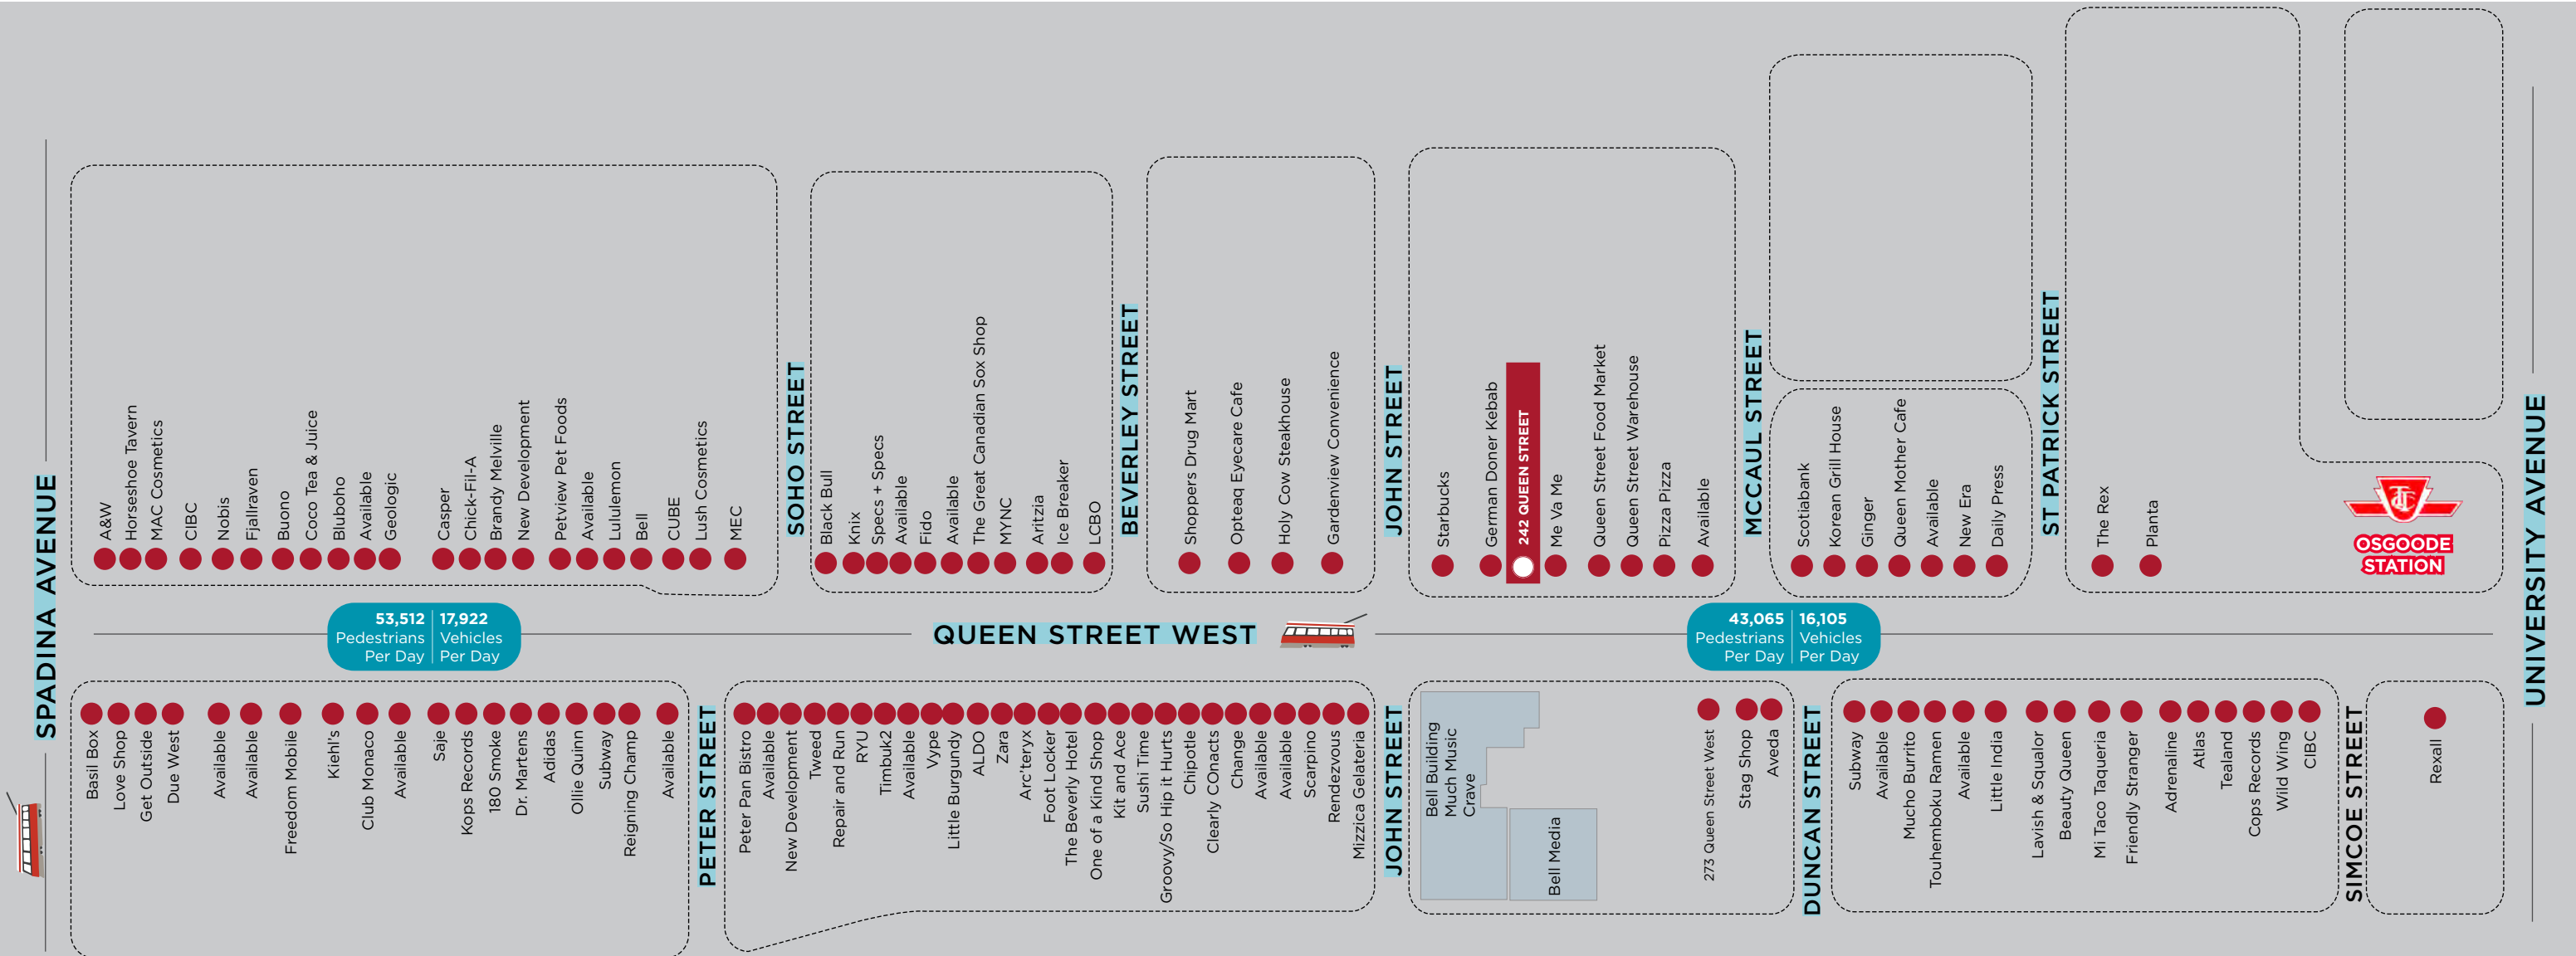 SPADINA AVENUE
A&W
Horseshoe Tavern
MAC Cosmetics
CIBC
Nobis
Fjallraven
Buono
Coco Tea & Juice
Bluboho
Available
Geologic
Casper
Chick-Fil-A
Brandy Melville
New Development
Petview Pet Foods
Available
Lululemon
Bell
CUBE
Lush Cosmetics
MEC
SOHO STREET
Black Bull
Knix
Specs + Specs
Available
Fido
Available
The Great Canadian Sox Shop
MYNC
Aritzia
Ice Breaker
LCBO
BEVERLEY STREET
Shoppers Drug Mart
Opteaq Eyecare Cafe
Holy Cow Steakhouse
Gardenview Convenience
JOHN STREET
Starbucks
German Doner Kebab
242 QUEEN STREET
Me Va Me
Queen Street Food Market
Queen Street Warehouse
Pizza Pizza
Available
MCCAUL STREET
Scotiabank
Korean Grill House
Ginger
Queen Mother Cafe
Available
New Era
Daily Press
ST PATRICK STREET
The Rex
Planta
TTC
OSGOODE
STATION
UNIVERSITY AVENUE
53,512
Pedestrians
Per Day
17,922
Vehicles
Per Day
QUEEN STREET WEST
43,065
Pedestrians
Per Day
16,105
Vehicles
Per Day
Basil Box
Love Shop
Get Outside
Due West
Available
Available
Freedom Mobile
Kiehl's
Club Monaco
Available
Saje
Kops Records
180 Smoke
Dr. Martens
Adidas
Ollie Quinn
Subway
Reigning Champ
Available
PETER STREET
Peter Pan Bistro
Available
New Development
Tweed
Repair and Run
RYU
Timbuk2
Available
Vype
Little Burgundy
ALDO
Zara
Arc'teryx
Foot Locker
The Beverly Hotel
One of a Kind Shop
Kit and Ace
Sushi Time
Groovy/So Hip it Hurts
Chipotle
Clearly COnacts
Change
Available
Available
Scarpino
Rendezvous
Mizzica Gelateria
JOHN STREET
Bell Building
Much Music
Crave
Bell Media
273 Queen Street West
Stag Shop
Aveda
DUNCAN STREET
Subway
Available
Mucho Burrito
Touhemboku Ramen
Available
Little India
Lavish & Squalor
Beauty Queen
Mi Taco Taqueria
Friendly Stranger
Adrenaline
Atlas
Tealand
Cops Records
Wild Wing
CIBC
SIMCOE STREET
Rexall